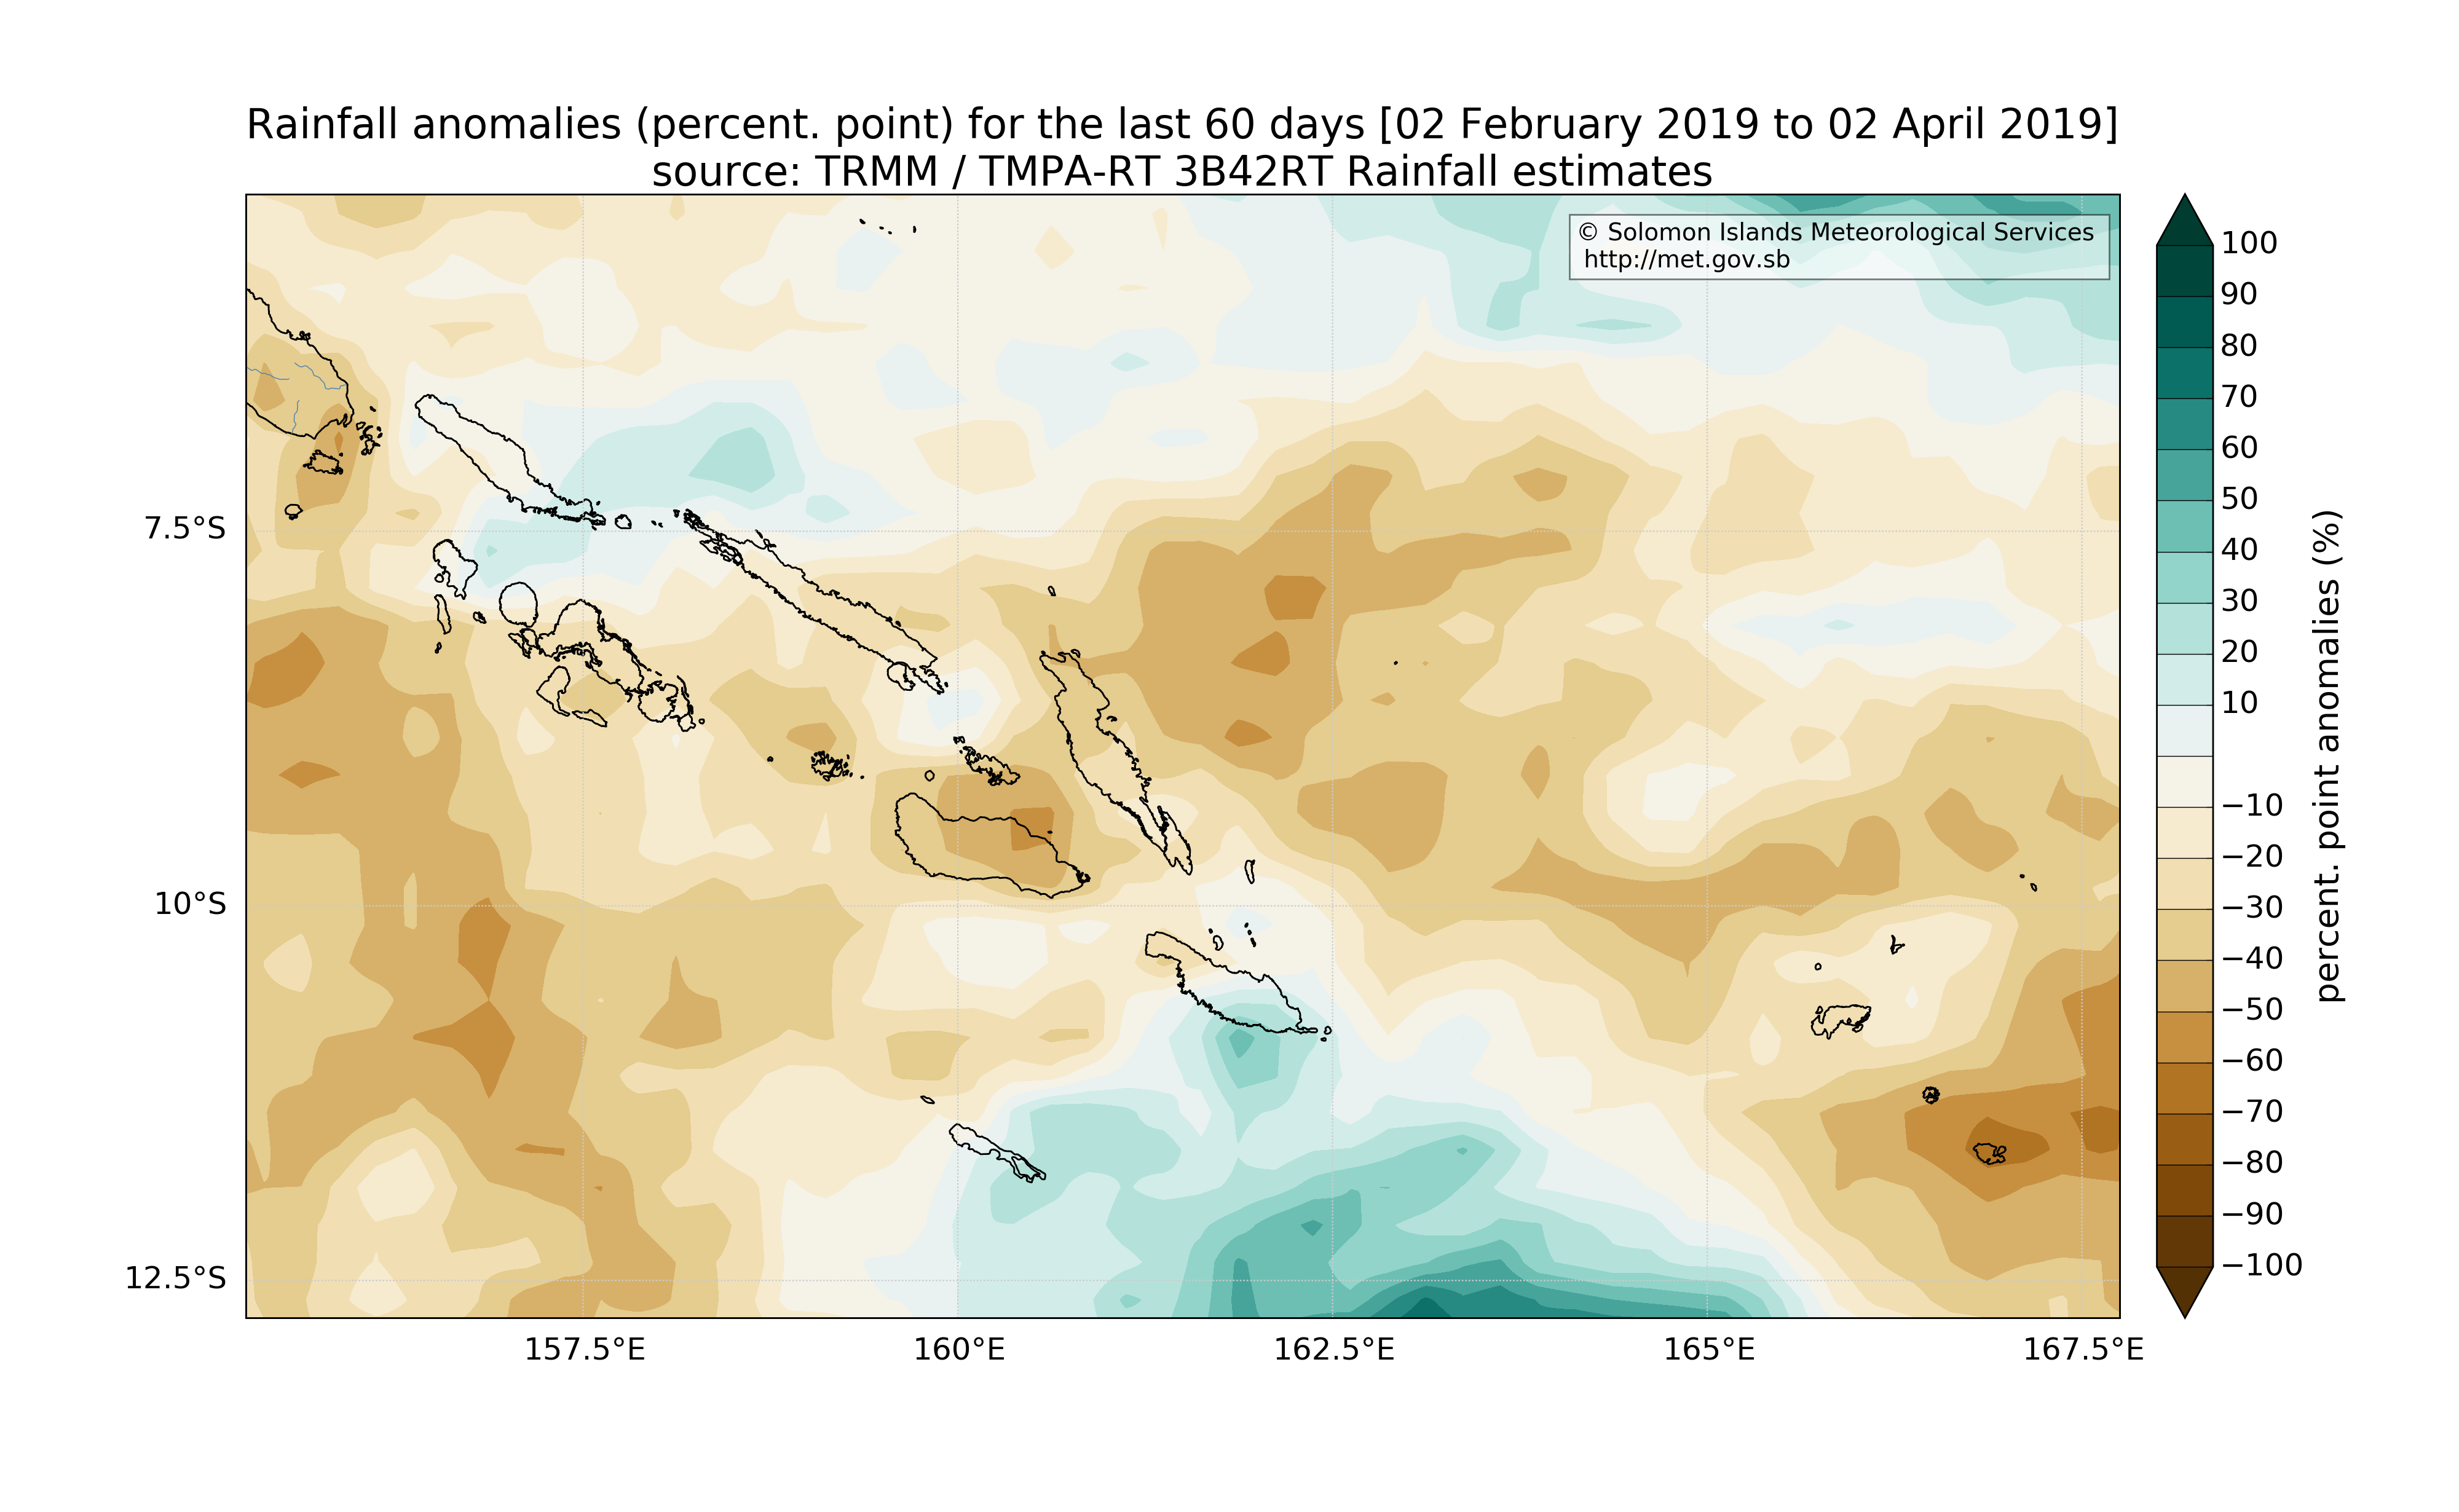 Rainfall anomalies (percent. point) for the last 60 days [02 February 2019 to 02 April 2019]
source: TRMM / TMPA-RT 3B42RT Rainfall estimates
© Solomon Islands Meteorological Services
http://met.gov.sb
7.5°S
10°S
12.5°S
157.5°E
160°E
162.5°E
165°E
167.5°E
100
90
80
70
60
50
40
30
20
10
−10
−20
−30
−40
−50
−60
−70
−80
−90
−100
percent. point anomalies (%)